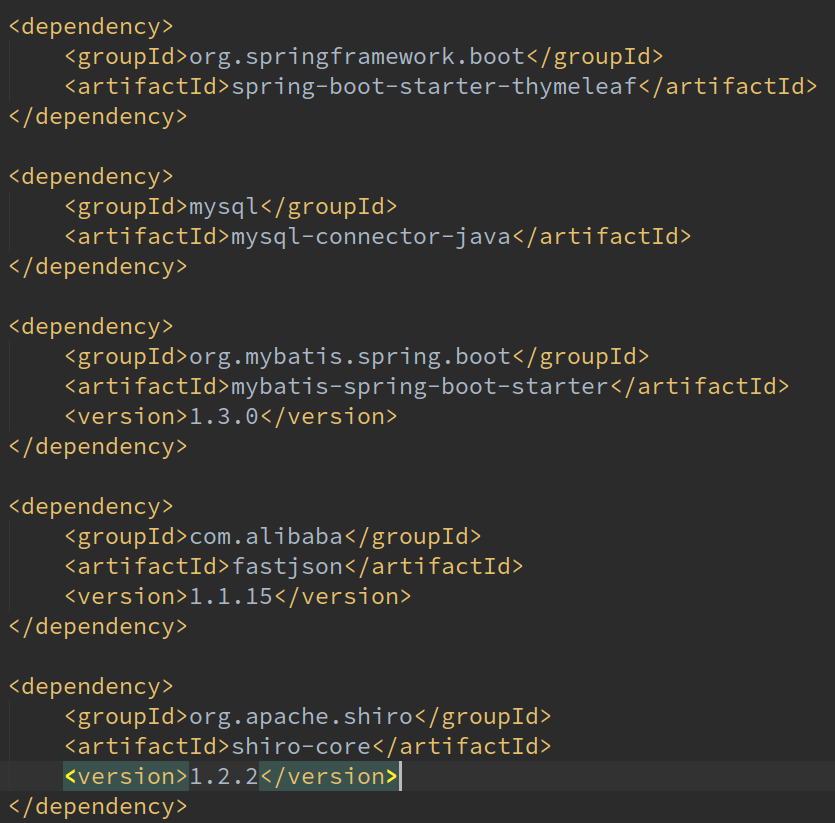 <dependency>
    <groupId>org.springframework.boot</groupId>
    <artifactId>spring-boot-starter-thymeleaf</artifactId>
</dependency>

<dependency>
    <groupId>mysql</groupId>
    <artifactId>mysql-connector-java</artifactId>
</dependency>

<dependency>
    <groupId>org.mybatis.spring.boot</groupId>
    <artifactId>mybatis-spring-boot-starter</artifactId>
    <version>1.3.0</version>
</dependency>

<dependency>
    <groupId>com.alibaba</groupId>
    <artifactId>fastjson</artifactId>
    <version>1.1.15</version>
</dependency>

<dependency>
    <groupId>org.apache.shiro</groupId>
    <artifactId>shiro-core</artifactId>
    <version>1.2.2</version>
</dependency>